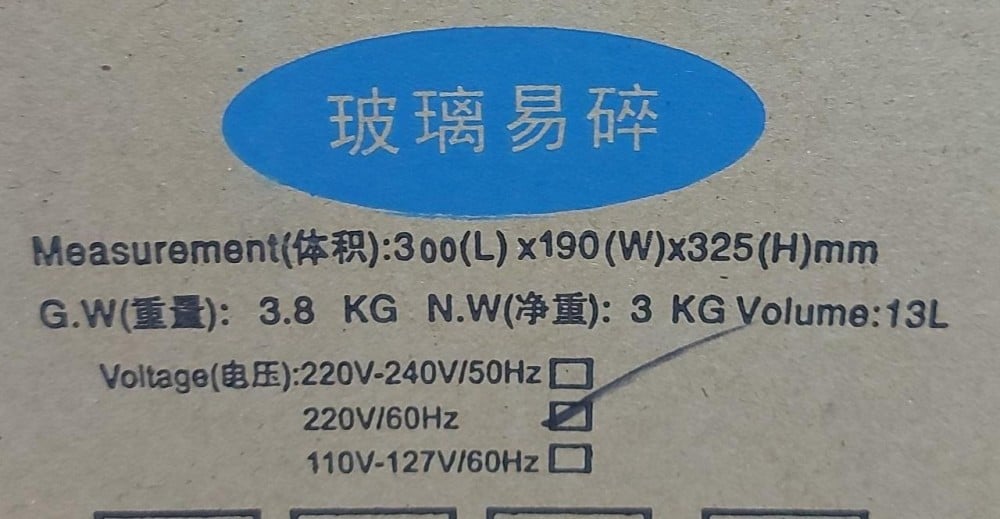 玻璃易碎
Measurement(体积):300(L) x190(W)x325(H)mm
G.W(重量): 3.8 KG N.W(净重): 3 KG Volume:13L
Voltage(电压):220V-240V/50Hz
220V/60Hz
110V-127V/60Hz